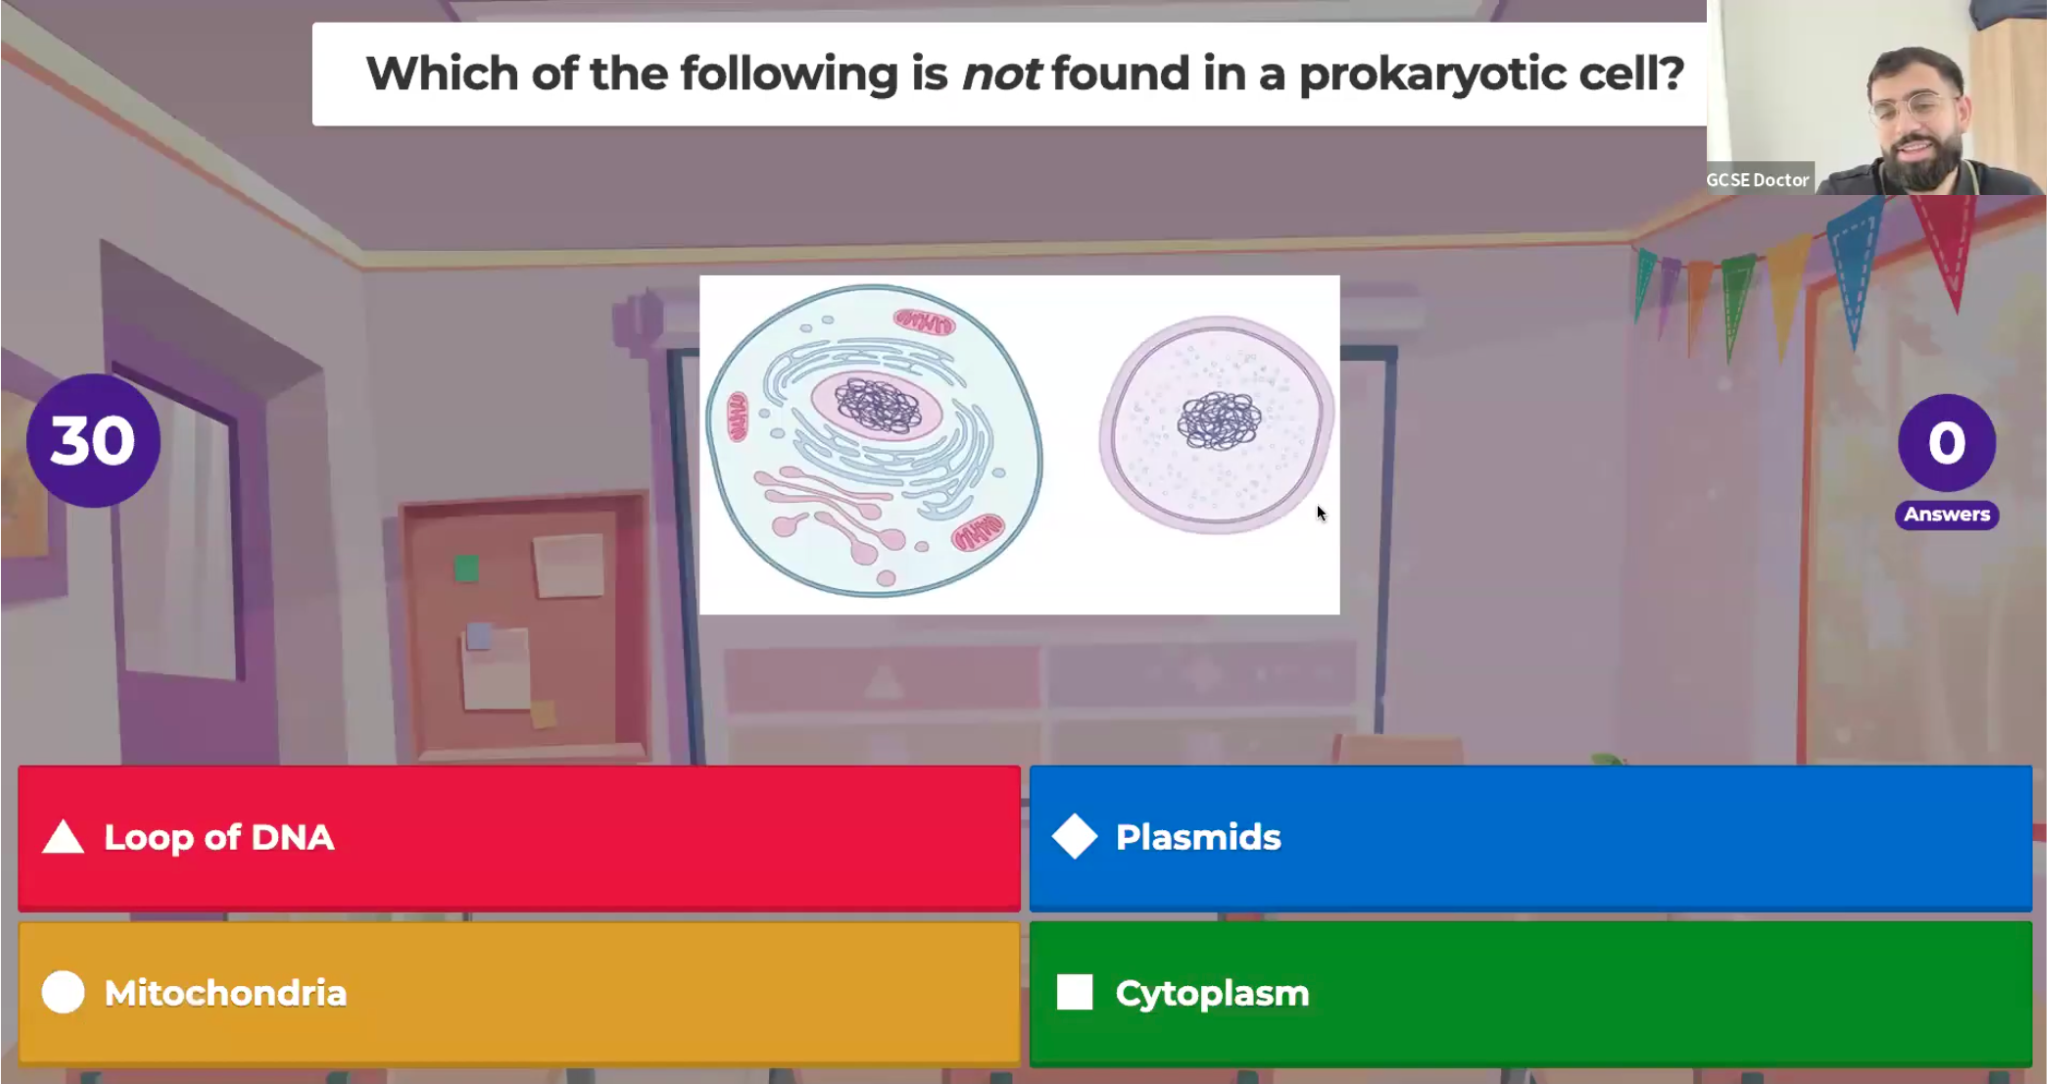 Which of the following is not found in a prokaryotic cell?
GCSE Doctor
30
0
Answers
Loop of DNA
Plasmids
Mitochondria
Cytoplasm